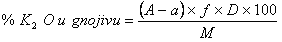 % K₂ O u gnojivu = (A − a) × f × D × 100 / M